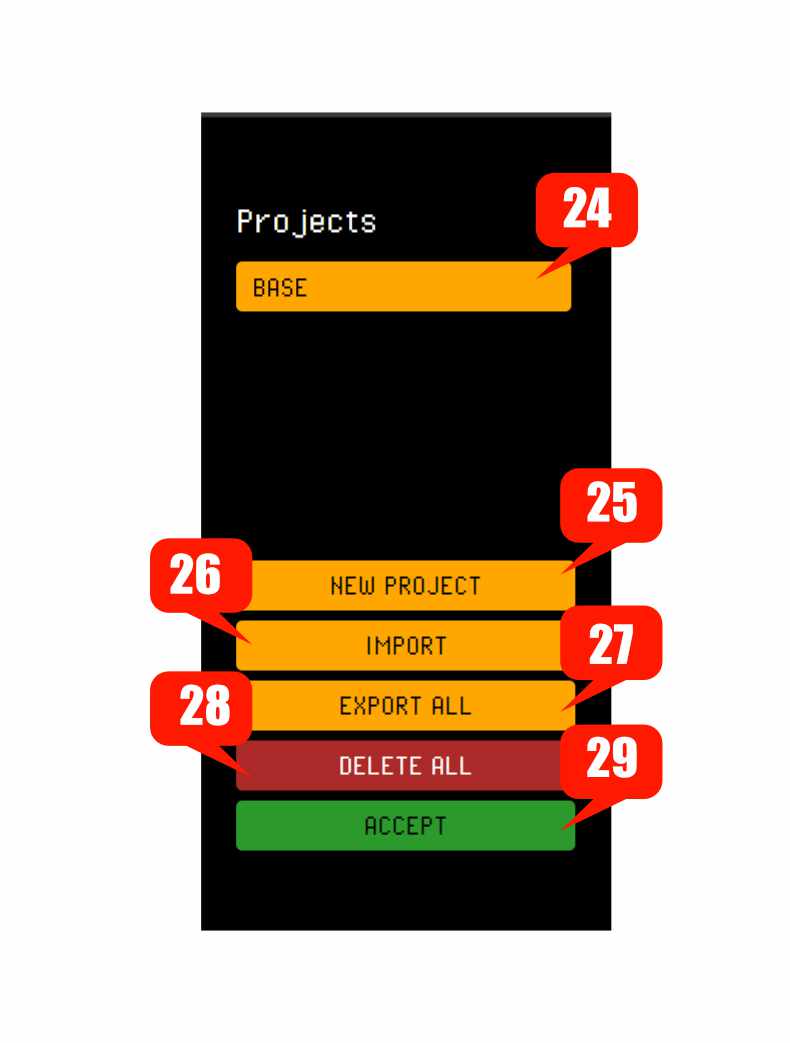 24
Projects
BASE
25
26
NEW PROJECT
IMPORT
27
28
EXPORT ALL
DELETE ALL
29
ACCEPT